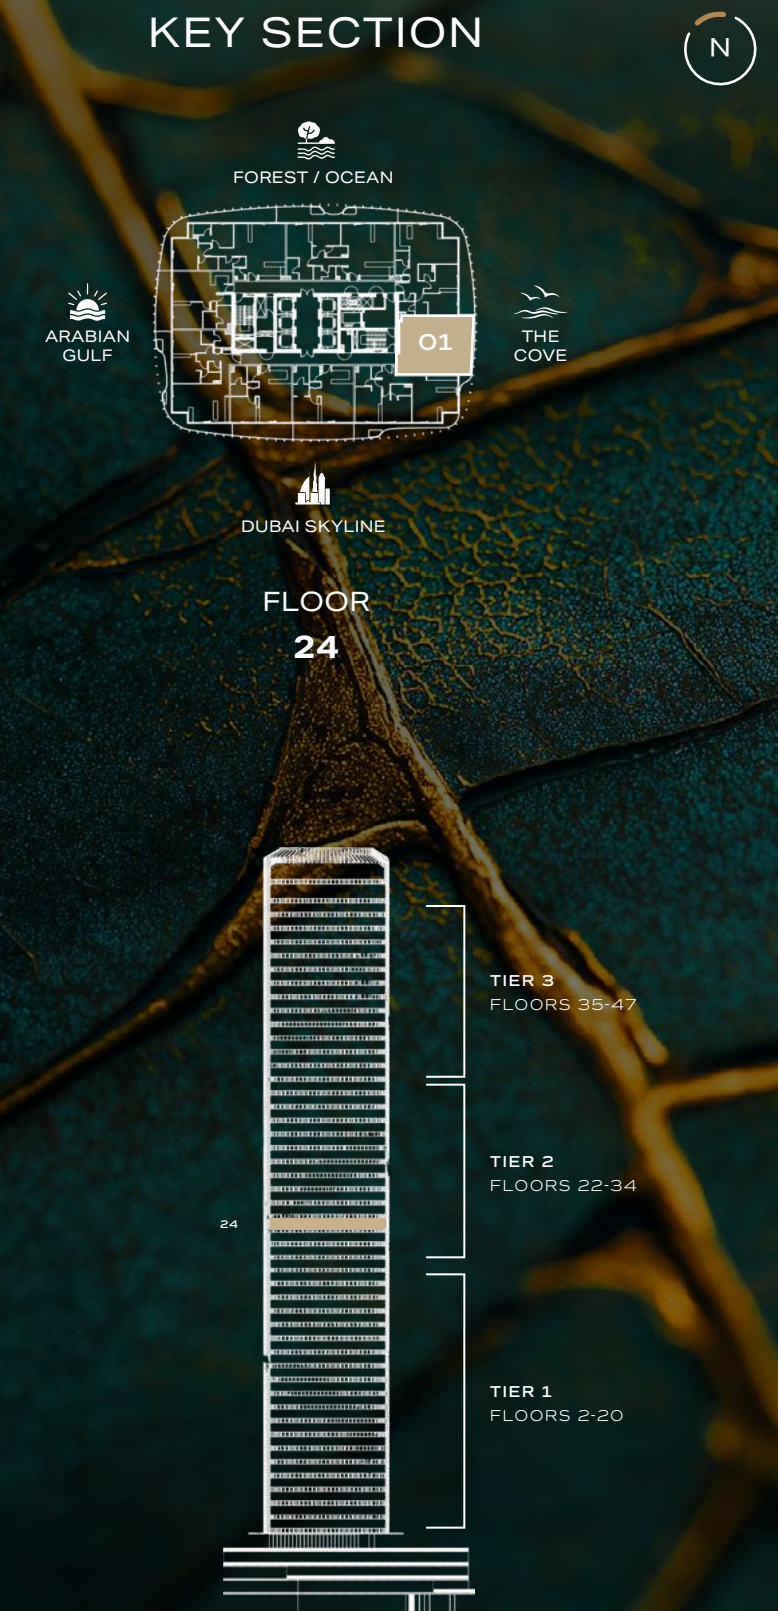 KEY SECTION
N
FOREST / OCEAN
ARABIAN
GULF
01
THE
COVE
DUBAI SKYLINE
FLOOR
24
TIER 3
FLOORS 35-47
TIER 2
FLOORS 22-34
24
TIER 1
FLOORS 2-20